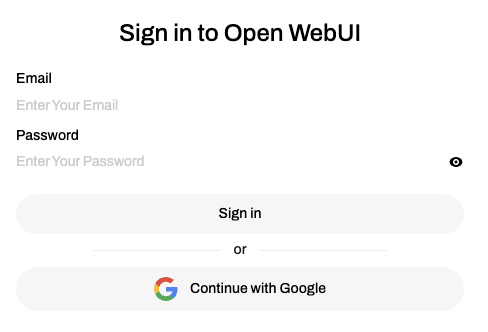 Sign in to Open WebUI
Email
Enter Your Email
Password
Enter Your Password
Sign in
or
Continue with Google